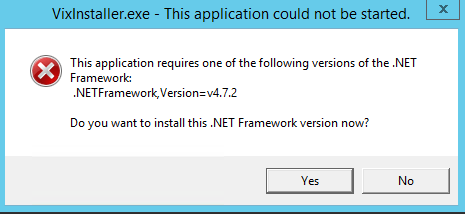 VixInstaller.exe - This application could not be started.
x
This application requires one of the following versions of the .NET
Framework:
.NETFramework,Version=v4.7.2
Do you want to install this .NET Framework version now?
Yes
No